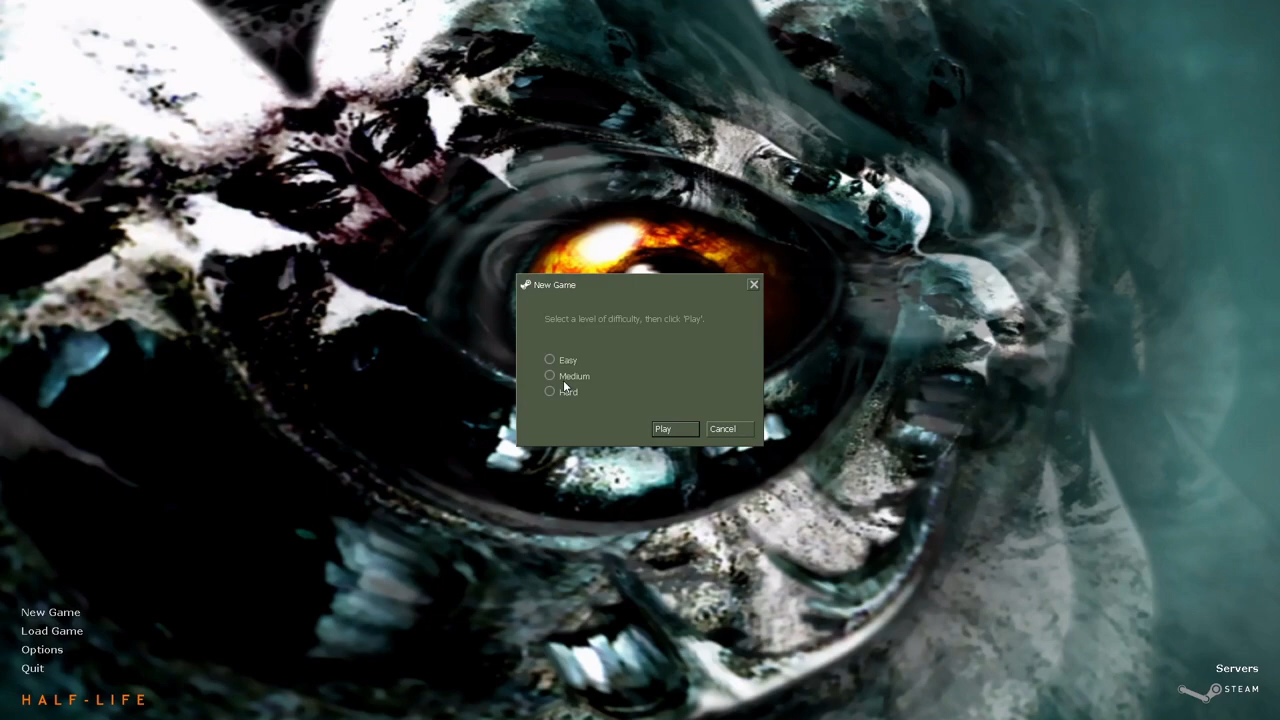 New Game
Select a level of difficulty, then click 'Play'.
Easy
Medium
Hard
Play Cancel
New Game
Load Game
Options
Quit
HALF-LIFE
Servers
STEAM